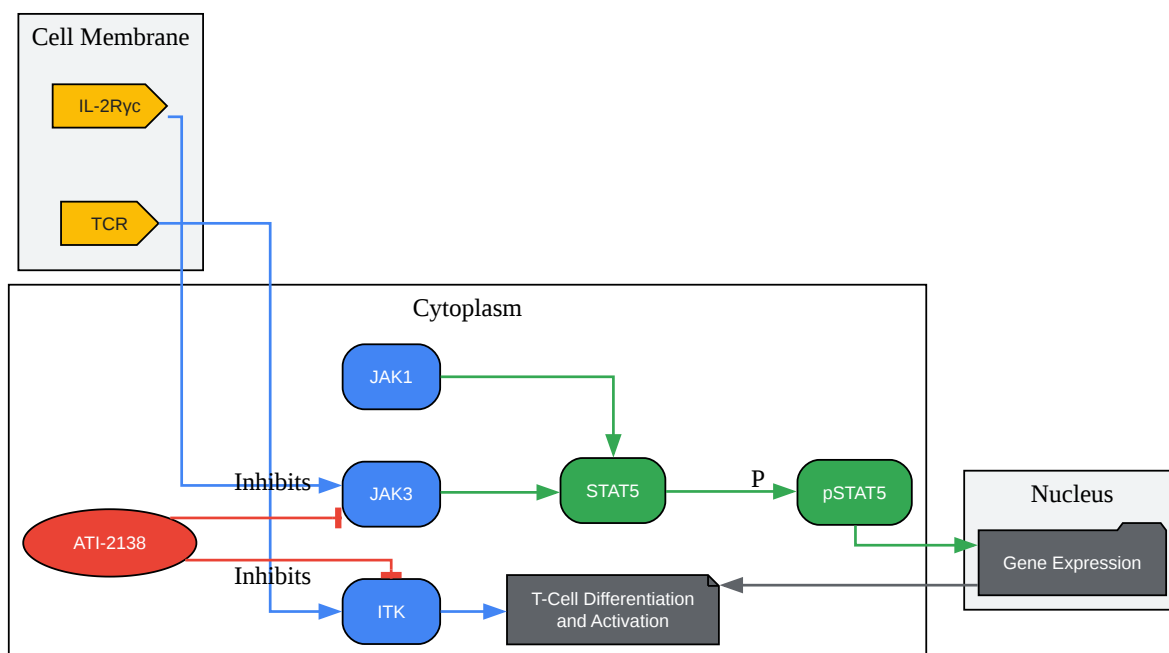 Cell Membrane
IL-2Rγc
TCR
Cytoplasm
JAK1
Inhibits
JAK3
STAT5
P
pSTAT5
Nucleus
Gene Expression
ATI-2138
Inhibits
ITK
T-Cell Differentiation
and Activation